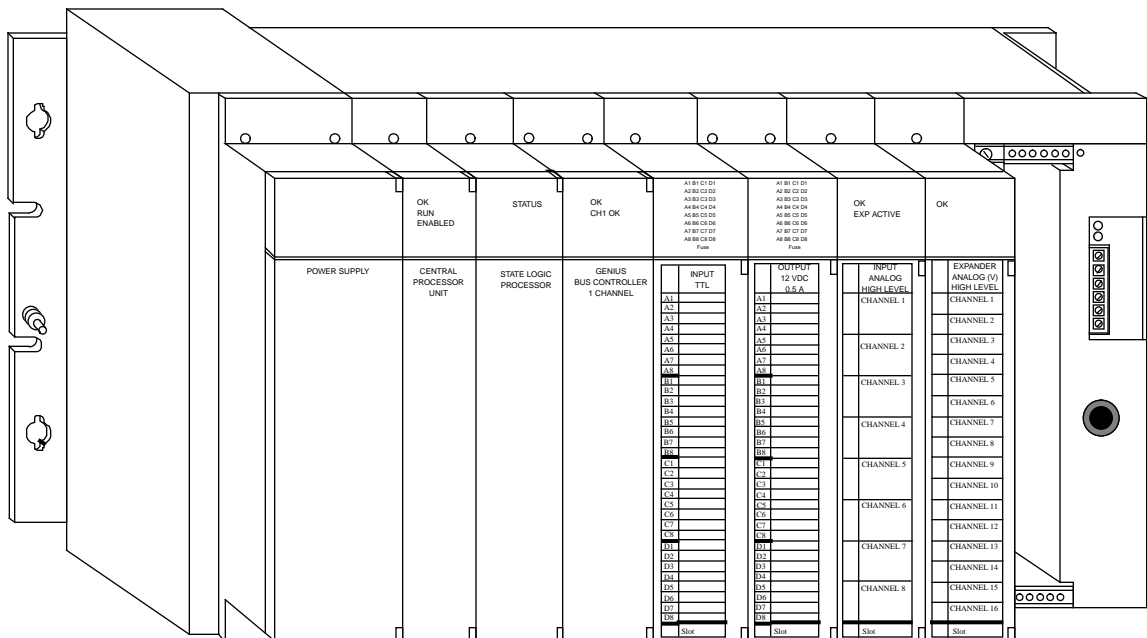 OK
RUN
ENABLED
STATUS
OK
CH1 OK
A1 B1 C1 D1
A2 B2 C2 D2
A3 B3 C3 D3
A4 B4 C4 D4
A5 B5 C5 D5
A6 B6 C6 D6
A7 B7 C7 D7
A8 B8 C8 D8
Fuse
A1 B1 C1 D1
A2 B2 C2 D2
A3 B3 C3 D3
A4 B4 C4 D4
A5 B5 C5 D5
A6 B6 C6 D6
A7 B7 C7 D7
A8 B8 C8 D8
Fuse
OK
EXP ACTIVE
OK
POWER SUPPLY
CENTRAL
PROCESSOR
UNIT
STATE LOGIC
PROCESSOR
GENIUS
BUS CONTROLLER
1 CHANNEL
INPUT
TTL
A1
A2
A3
A4
A5
A6
A7
A8
B1
B2
B3
B4
B5
B6
B7
B8
C1
C2
C3
C4
C5
C6
C7
C8
D1
D2
D3
D4
D5
D6
D7
D8
Slot
OUTPUT
12 VDC
0.5 A
A1
A2
A3
A4
A5
A6
A7
A8
B1
B2
B3
B4
B5
B6
B7
B8
C1
C2
C3
C4
C5
C6
C7
C8
D1
D2
D3
D4
D5
D6
D7
D8
Slot
INPUT
ANALOG
HIGH LEVEL
CHANNEL 1
CHANNEL 2
CHANNEL 3
CHANNEL 4
CHANNEL 5
CHANNEL 6
CHANNEL 7
CHANNEL 8
Slot
EXPANDER
ANALOG (V)
HIGH LEVEL
CHANNEL 1
CHANNEL 2
CHANNEL 3
CHANNEL 4
CHANNEL 5
CHANNEL 6
CHANNEL 7
CHANNEL 8
CHANNEL 9
CHANNEL 10
CHANNEL 11
CHANNEL 12
CHANNEL 13
CHANNEL 14
CHANNEL 15
CHANNEL 16
Slot